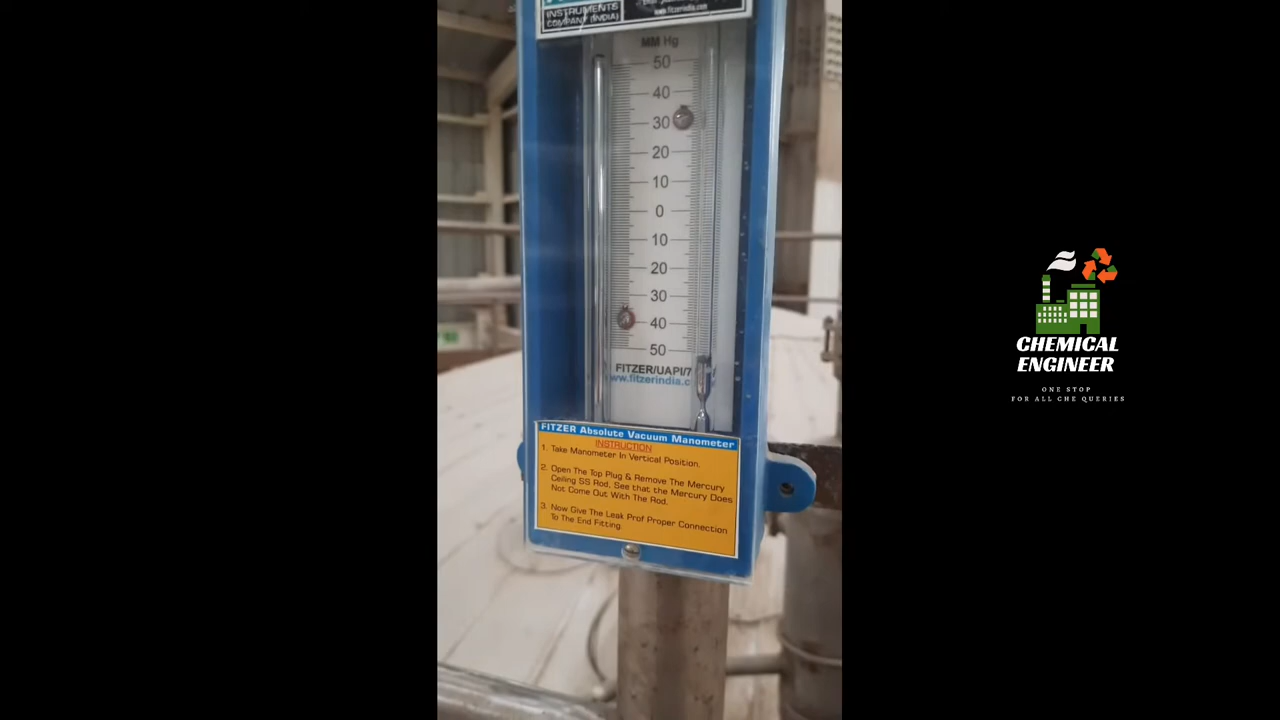 INSTRUMENTS
COMPANY (INDIA)
www.fitzerindia.com
MM Hg
50
40
30
20
10
0
10
20
30
40
50
FITZER/UAPI/7
www.fitzerindia.c
FITZER Absolute Vacuum Manometer
INSTRUCTION
1. Take Manometer In Vertical Position.
2. Open The Top Plug & Remove The Mercury
Ceiling SS Rod, See that the Mercury Does
Not Come Out With The Rod.
3. Now Give The Leak Prof Proper Connection
To The End Fitting.
CHEMICAL
ENGINEER
ONE STOP
FOR ALL CHE QUERIES